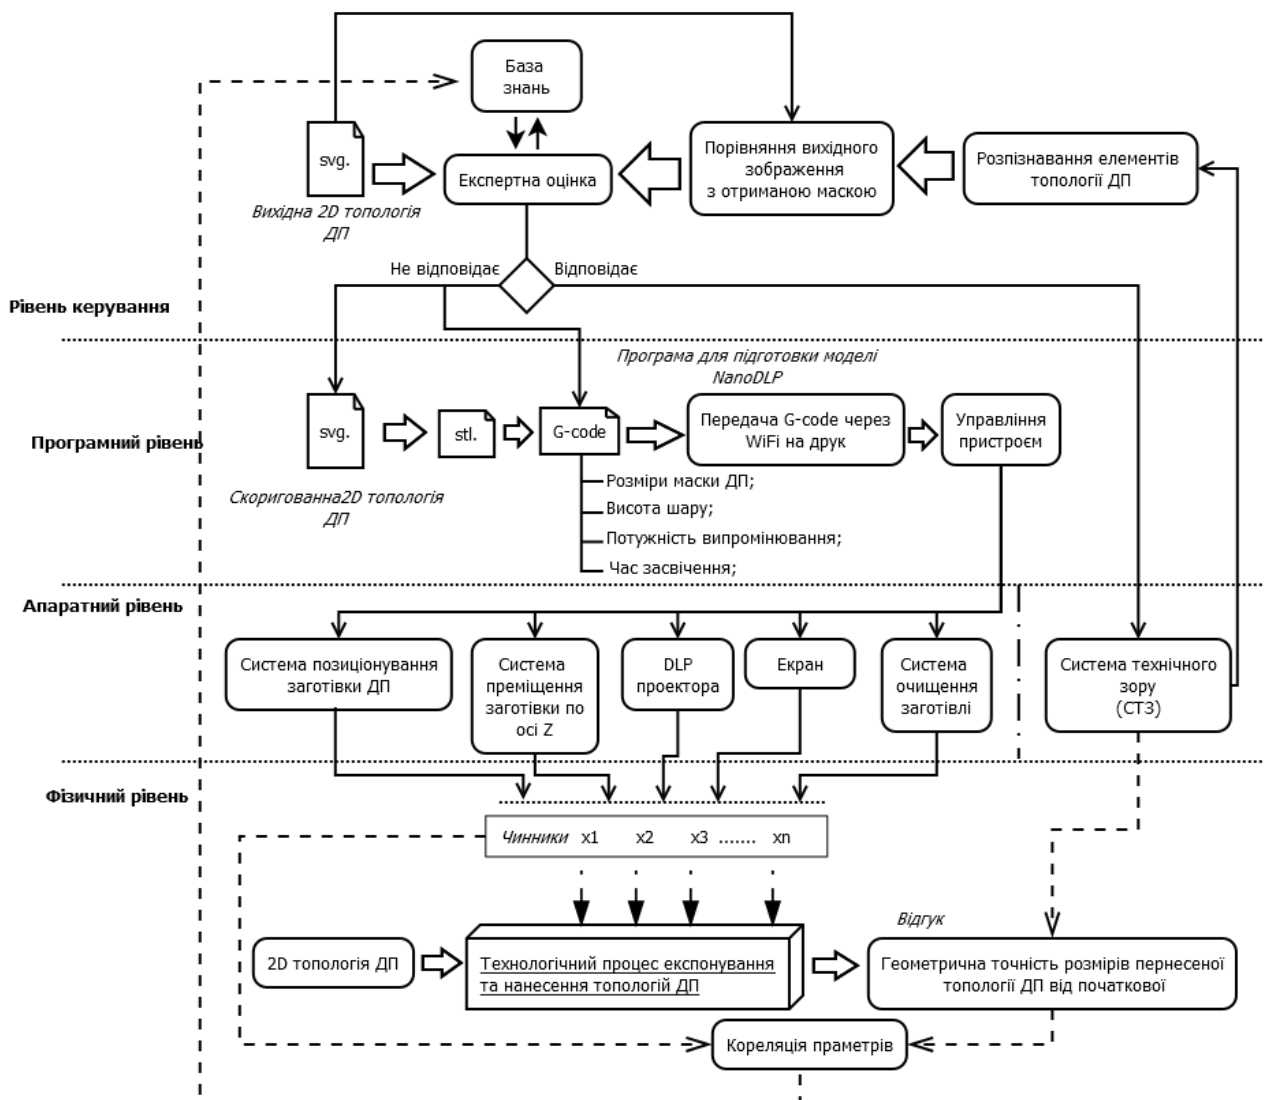 База
знань
svg.
Експертна оцінка
Порівняння вихідного
зображення
з отриманою маскою
Розпізнавання елементів
топології ДП
Вихідна 2D топологія
ДП
Не відповідає
Відповідає
Рівень керування
Програма для підготовки моделі
NanoDLP
Програмний рівень
svg.
stl.
G-code
Передача G-code через
WiFi на друк
Управління
пристроєм
Скоригованна2D топологія
ДП
Розміри маски ДП;
Висота шару;
Потужність випромінювання;
Час засвічення;
Апаратний рівень
Система позиціонування
заготівки ДП
Система
преміщення
заготівки по
осі Z
DLP
проектора
Екран
Система
очищення
заготівлі
Система технічного
зору
(СТЗ)
Фізичний рівень
Чинники x1 x2 x3 ....... xn
Відгук
2D топологія ДП
Технологічний процес експонування
та нанесення топологій ДП
Геометрична точність розмірів пернесеної
топології ДП від початкової
Кореляція праметрів